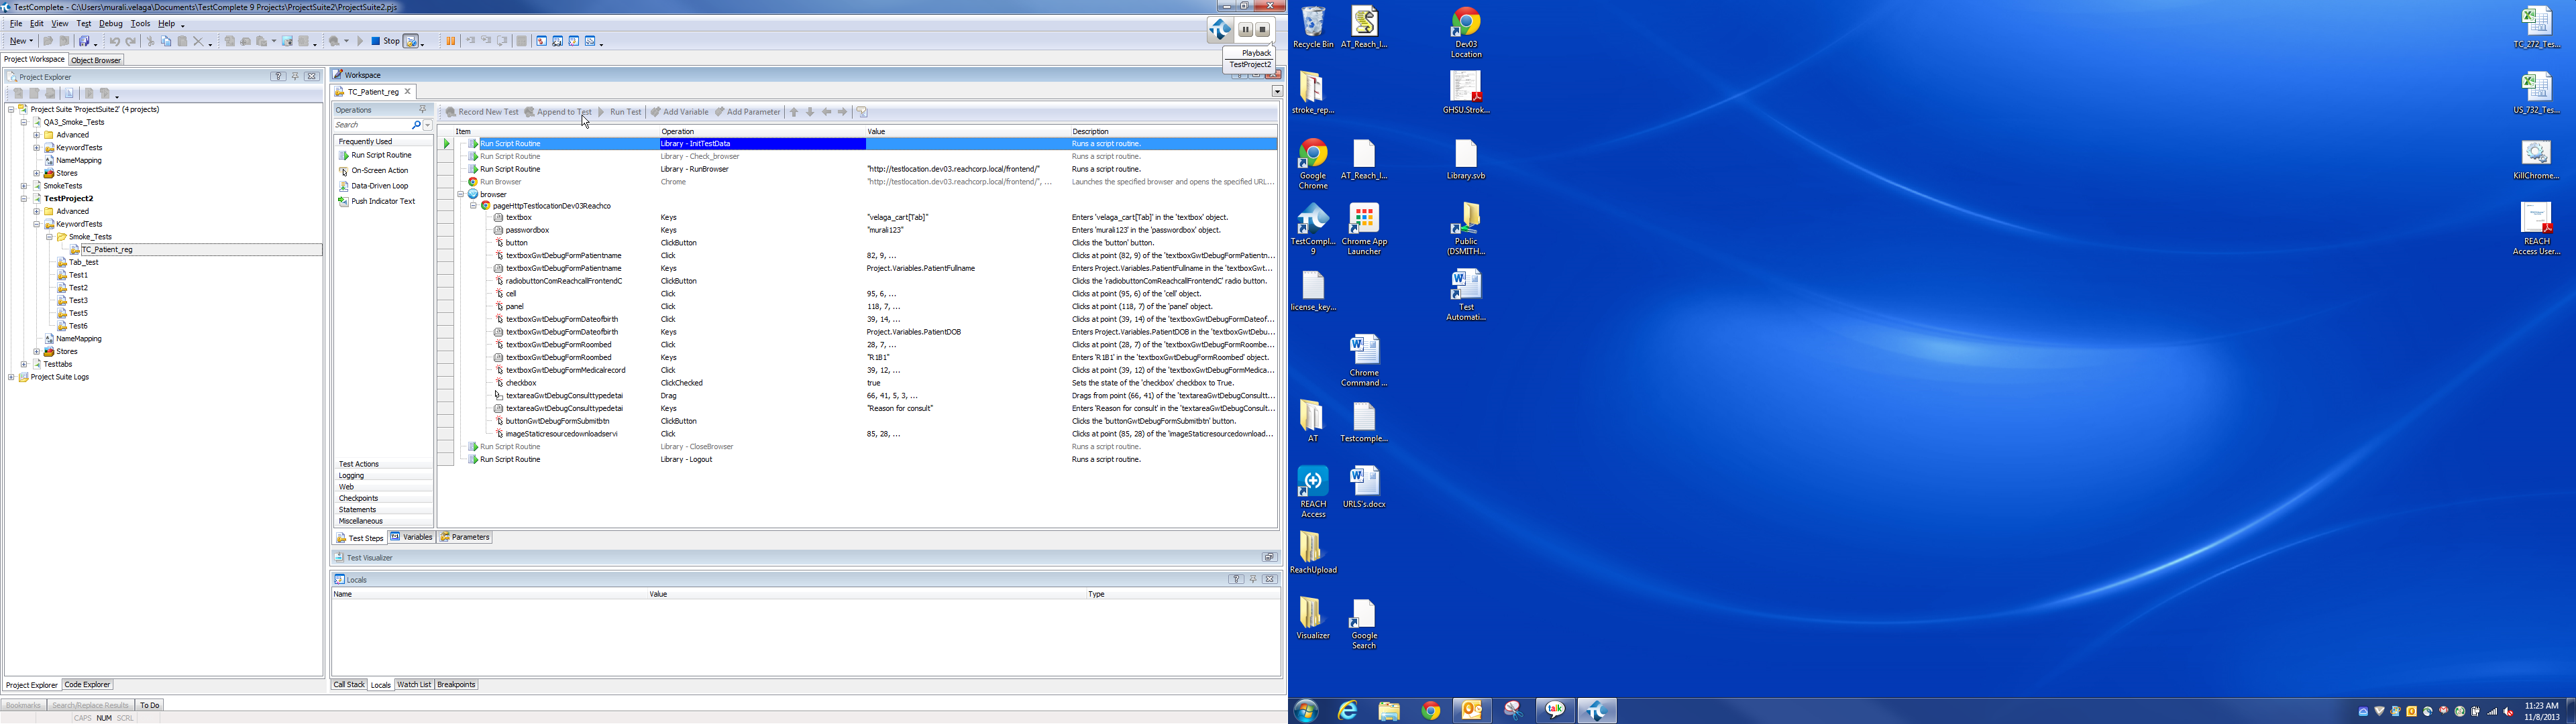 TestComplete - C:\Users\murali.velaga\Documents\TestComplete 9 Projects\ProjectSuite2\ProjectSuite2.pjs
File Edit View Test Debug Tools Help
New Stop
Playback
TestProject2
Project Workspace Object Browser
Project Explorer
Project Suite 'ProjectSuite2' (4 projects)
QA3_Smoke_Tests
Advanced
KeywordTests
NameMapping
Stores
SmokeTests
TestProject2
Advanced
KeywordTests
Smoke_Tests
TC_Patient_reg
Tab_test
Test1
Test2
Test3
Test5
Test6
NameMapping
Stores
Testtabs
Project Suite Logs
Project Explorer Code Explorer
Workspace
TC_Patient_reg
Operations
Search
Frequently Used
Run Script Routine
On-Screen Action
Data-Driven Loop
Push Indicator Text
Test Actions
Logging
Web
Checkpoints
Statements
Miscellaneous
Record New Test Append to Test Run Test Add Variable Add Parameter
Item Operation Value Description
Run Script Routine Library - InitTestData Runs a script routine.
Run Script Routine Library - Check_browser Runs a script routine.
Run Script Routine Library - RunBrowser "http://testlocation.dev03.reachcorp.local/frontend/" Runs a script routine.
Run Browser Chrome "http://testlocation.dev03.reachcorp.local/frontend/", ... Launches the specified browser and opens the specified URL...
browser
pageHttpTestlocationDev03Reachco
textbox Keys "velaga_cart[Tab]" Enters 'velaga_cart[Tab]' in the 'textbox' object.
passwordbox Keys "murali123" Enters 'murali123' in the 'passwordbox' object.
button ClickButton Clicks the 'button' button.
textboxGwtDebugFormPatientname Click 82, 9, ... Clicks at point (82, 9) of the 'textboxGwtDebugFormPatientn...
textboxGwtDebugFormPatientname Keys Project.Variables.PatientFullname Enters Project.Variables.PatientFullname in the 'textboxGwt...
radiobuttonComReachcallFrontendC ClickButton Clicks the 'radiobuttonComReachcallFrontendC' radio button.
cell Click 95, 6, ... Clicks at point (95, 6) of the 'cell' object.
panel Click 118, 7, ... Clicks at point (118, 7) of the 'panel' object.
textboxGwtDebugFormDateofbirth Click 39, 14, ... Clicks at point (39, 14) of the 'textboxGwtDebugFormDateof...
textboxGwtDebugFormDateofbirth Keys Project.Variables.PatientDOB Enters Project.Variables.PatientDOB in the 'textboxGwtDebu...
textboxGwtDebugFormRoombed Click 28, 7, ... Clicks at point (28, 7) of the 'textboxGwtDebugFormRoombe...
textboxGwtDebugFormRoombed Keys "R1B1" Enters 'R1B1' in the 'textboxGwtDebugFormRoombed' object.
textboxGwtDebugFormMedicalrecord Click 39, 12, ... Clicks at point (39, 12) of the 'textboxGwtDebugFormMedica...
checkbox ClickChecked true Sets the state of the 'checkbox' checkbox to True.
textareaGwtDebugConsulttypedetai Drag 66, 41, 5, 3, ... Drags from point (66, 41) of the 'textareaGwtDebugConsultt...
textareaGwtDebugConsulttypedetai Keys "Reason for consult" Enters 'Reason for consult' in the 'textareaGwtDebugConsult...
buttonGwtDebugFormSubmitbtn ClickButton Clicks the 'buttonGwtDebugFormSubmitbtn' button.
imageStaticresourcedownloadservi Click 85, 28, ... Clicks at point (85, 28) of the 'imageStaticresourcedownload...
Run Script Routine Library - CloseBrowser Runs a script routine.
Run Script Routine Library - Logout Runs a script routine.
Test Steps Variables Parameters
Test Visualizer
Locals
Name Value Type
Call Stack Locals Watch List Breakpoints
Bookmarks Search/Replace Results To Do
CAPS NUM SCRL
Recycle Bin
AT_Reach_I...
Dev03
Location
TC_272_Tes...
stroke_rep...
GHSU.Strok...
US_732_Tes...
Google
Chrome
AT_Reach_I...
Library.svb
KillChrome...
TestCompl...
9
Chrome App
Launcher
Public
(DSMITH...
REACH
Access User...
license_key...
Test
Automati...
Chrome
Command ...
AT
Testcomple...
REACH
Access
URLS's.docx
ReachUpload
Visualizer
Google
Search
talk
11:23 AM
11/8/2013